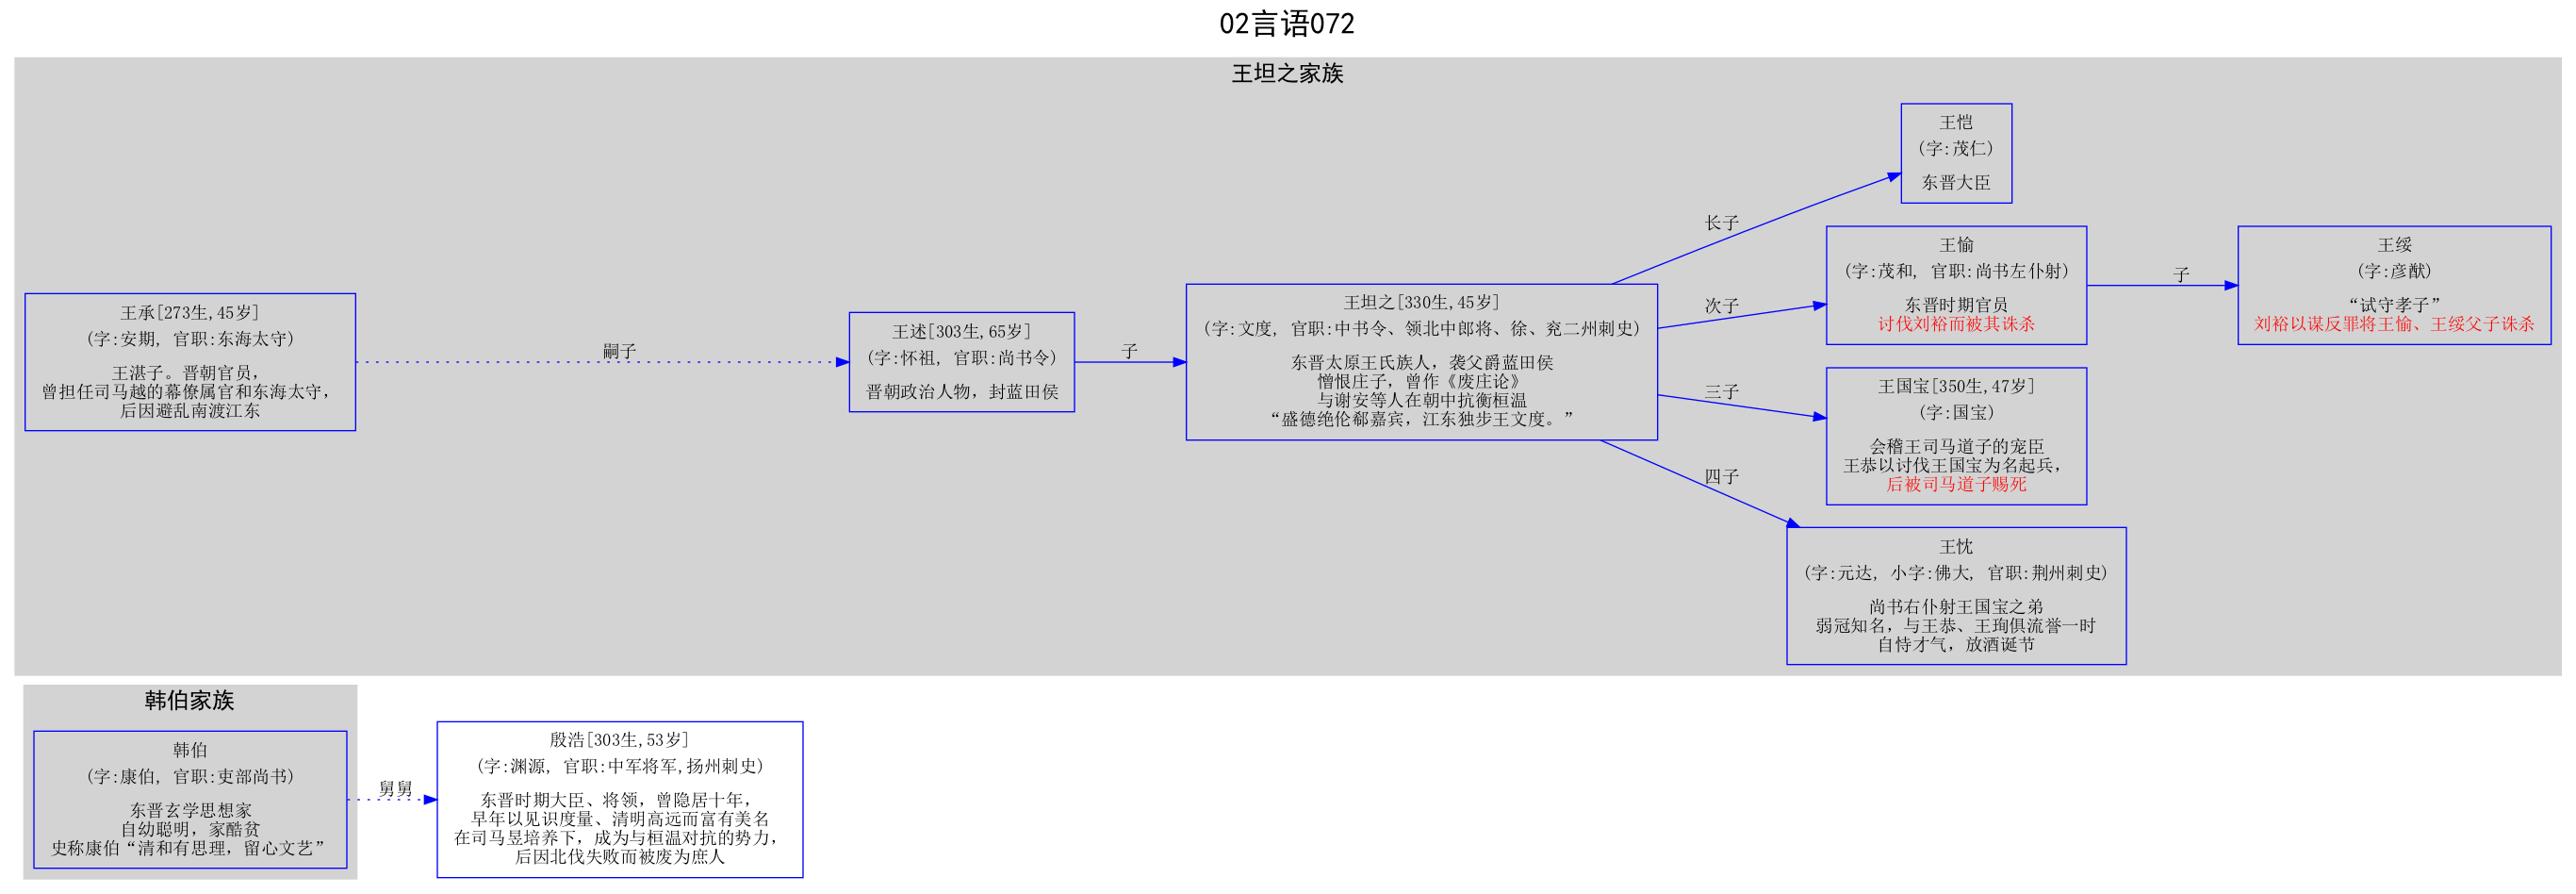 02言语072
王坦之家族
王承[273生,45岁]
(字:安期, 官职:东海太守)
王湛子。晋朝官员，
曾担任司马越的幕僚属官和东海太守，
后因避乱南渡江东
嗣子
王述[303生,65岁]
(字:怀祖, 官职:尚书令)
晋朝政治人物，封蓝田侯
子
王坦之[330生,45岁]
(字:文度, 官职:中书令、领北中郎将、徐、兖二州刺史)
东晋太原王氏族人，袭父爵蓝田侯
憎恨庄子，曾作《废庄论》
与谢安等人在朝中抗衡桓温
“盛德绝伦郗嘉宾，江东独步王文度。”
长子
王恺
(字:茂仁)
东晋大臣
次子
王愉
(字:茂和, 官职:尚书左仆射)
东晋时期官员
讨伐刘裕而被其诛杀
子
王绥
(字:彦猷)
“试守孝子”
刘裕以谋反罪将王愉、王绥父子诛杀
三子
王国宝[350生,47岁]
(字:国宝)
会稽王司马道子的宠臣
王恭以讨伐王国宝为名起兵，
后被司马道子赐死
四子
王忱
(字:元达, 小字:佛大, 官职:荆州刺史)
尚书右仆射王国宝之弟
弱冠知名，与王恭、王珣俱流誉一时
自恃才气，放酒诞节
韩伯家族
韩伯
(字:康伯, 官职:吏部尚书)
东晋玄学思想家
自幼聪明，家酷贫
史称康伯“清和有思理，留心文艺”
舅舅
殷浩[303生,53岁]
(字:渊源, 官职:中军将军,扬州刺史)
东晋时期大臣、将领，曾隐居十年，
早年以见识度量、清明高远而富有美名
在司马昱培养下，成为与桓温对抗的势力，
后因北伐失败而被废为庶人